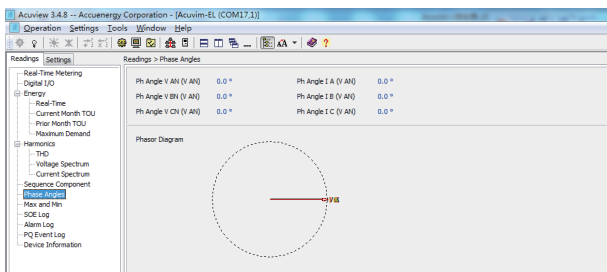 Acuview 3.4.8 -- Accuenergy Corporation - [Acuvim-EL (COM17,1)]
Operation Settings Tools Window Help
Readings Settings
Readings > Phase Angles
Real-Time Metering
Digital I/O
Energy
Real-Time
Current Month TOU
Prior Month TOU
Maximum Demand
Harmonics
THD
Voltage Spectrum
Current Spectrum
Sequence Component
Phase Angles
Max and Min
SOE Log
Alarm Log
PQ Event Log
Device Information
Ph Angle V AN (V AN) 0.0 ° Ph Angle I A (V AN) 0.0 °
Ph Angle V BN (V AN) 0.0 ° Ph Angle I B (V AN) 0.0 °
Ph Angle V CN (V AN) 0.0 ° Ph Angle I C (V AN) 0.0 °
Phasor Diagram